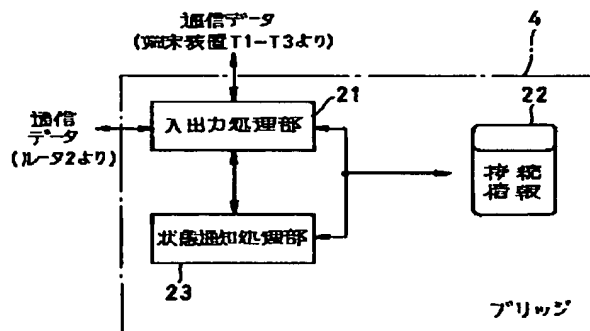 通信データ
(端末装置T1-T3より)
4
21
22
通信
データ
(ルータ2より)
入出力処理部
接続
情報
状態通知処理部
23
ブリッジ